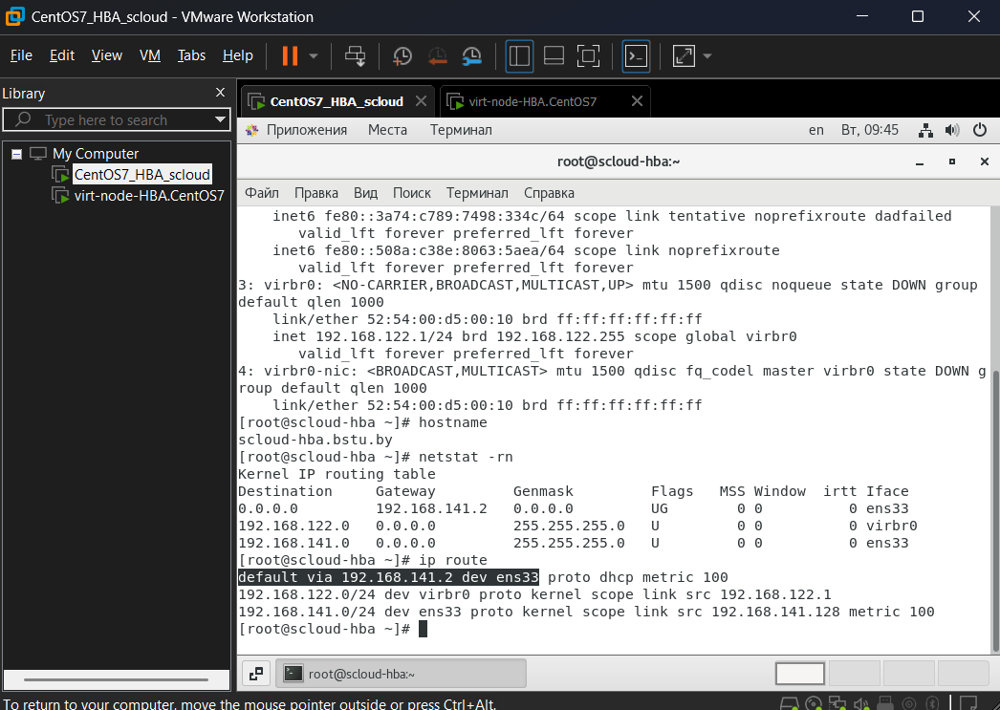 CentOS7_HBA_scloud - VMware Workstation
File Edit View VM Tabs Help
Library
Type here to search
My Computer
CentOS7_HBA_scloud
virt-node-HBA.CentOS7
CentOS7_HBA_scloud virt-node-HBA.CentOS7
Приложения Места Терминал en Вт, 09:45
root@scloud-hba:~
Файл Правка Вид Поиск Терминал Справка
inet6 fe80::3a74:c789:7498:334c/64 scope link tentative noprefixroute dadfailed
valid_lft forever preferred_lft forever
inet6 fe80::508a:c38e:8063:5aea/64 scope link noprefixroute
valid_lft forever preferred_lft forever
3: virbr0: <NO-CARRIER,BROADCAST,MULTICAST,UP> mtu 1500 qdisc noqueue state DOWN group
default qlen 1000
link/ether 52:54:00:d5:00:10 brd ff:ff:ff:ff:ff:ff
inet 192.168.122.1/24 brd 192.168.122.255 scope global virbr0
valid_lft forever preferred_lft forever
4: virbr0-nic: <BROADCAST,MULTICAST> mtu 1500 qdisc fq_codel master virbr0 state DOWN g
roup default qlen 1000
link/ether 52:54:00:d5:00:10 brd ff:ff:ff:ff:ff:ff
[root@scloud-hba ~]# hostname
scloud-hba.bstu.by
[root@scloud-hba ~]# netstat -rn
Kernel IP routing table
Destination Gateway Genmask Flags MSS Window irtt Iface
0.0.0.0 192.168.141.2 0.0.0.0 UG 0 0 0 ens33
192.168.122.0 0.0.0.0 255.255.255.0 U 0 0 0 virbr0
192.168.141.0 0.0.0.0 255.255.255.0 U 0 0 0 ens33
[root@scloud-hba ~]# ip route
default via 192.168.141.2 dev ens33 proto dhcp metric 100
192.168.122.0/24 dev virbr0 proto kernel scope link src 192.168.122.1
192.168.141.0/24 dev ens33 proto kernel scope link src 192.168.141.128 metric 100
[root@scloud-hba ~]#
root@scloud-hba:~
To return to your computer, move the mouse pointer outside or press Ctrl+Alt.